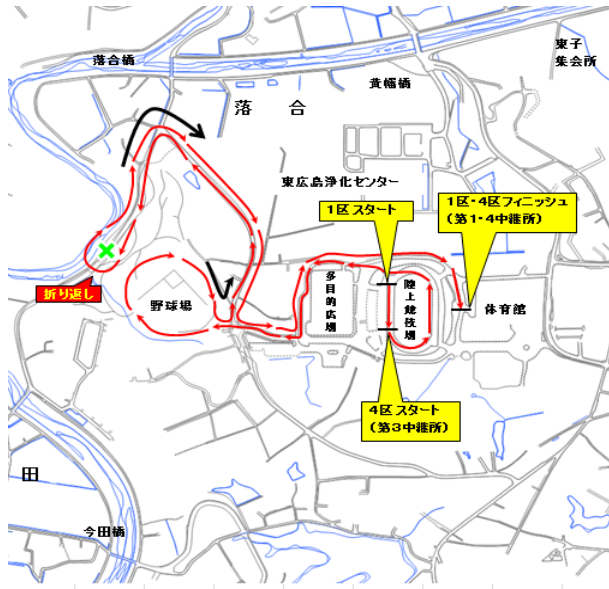 落合橋
東子
集会所
黄幡橋
落 合
東広島浄化センター
1区スタート
1区・4区フィニッシュ
(第1・4中継所)
折り返し
野球場
多目的広場
陸上競技場
体育館
4区スタート
(第3中継所)
田
今田橋